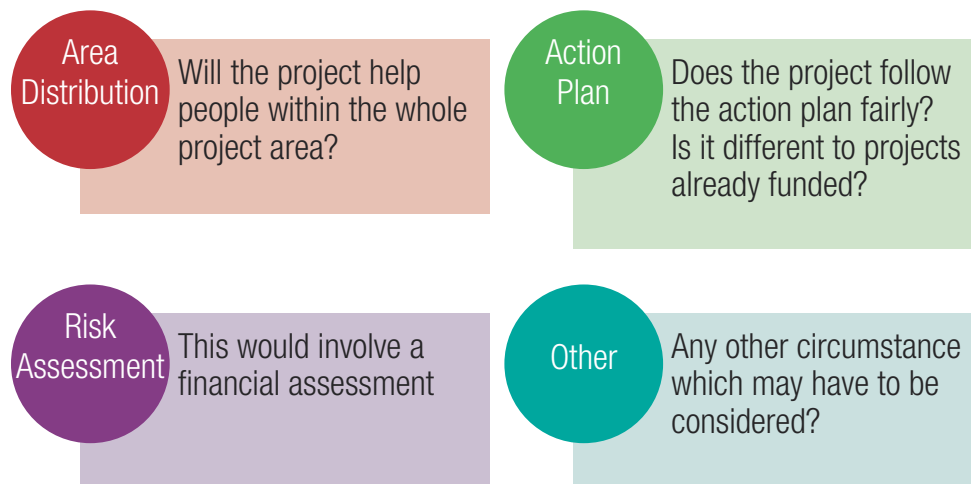 Area
Distribution
Will the project help
people within the whole
project area?
Action
Plan
Does the project follow
the action plan fairly?
Is it different to projects
already funded?
Risk
Assessment
This would involve a
financial assessment
Other
Any other circumstance
which may have to be
considered?